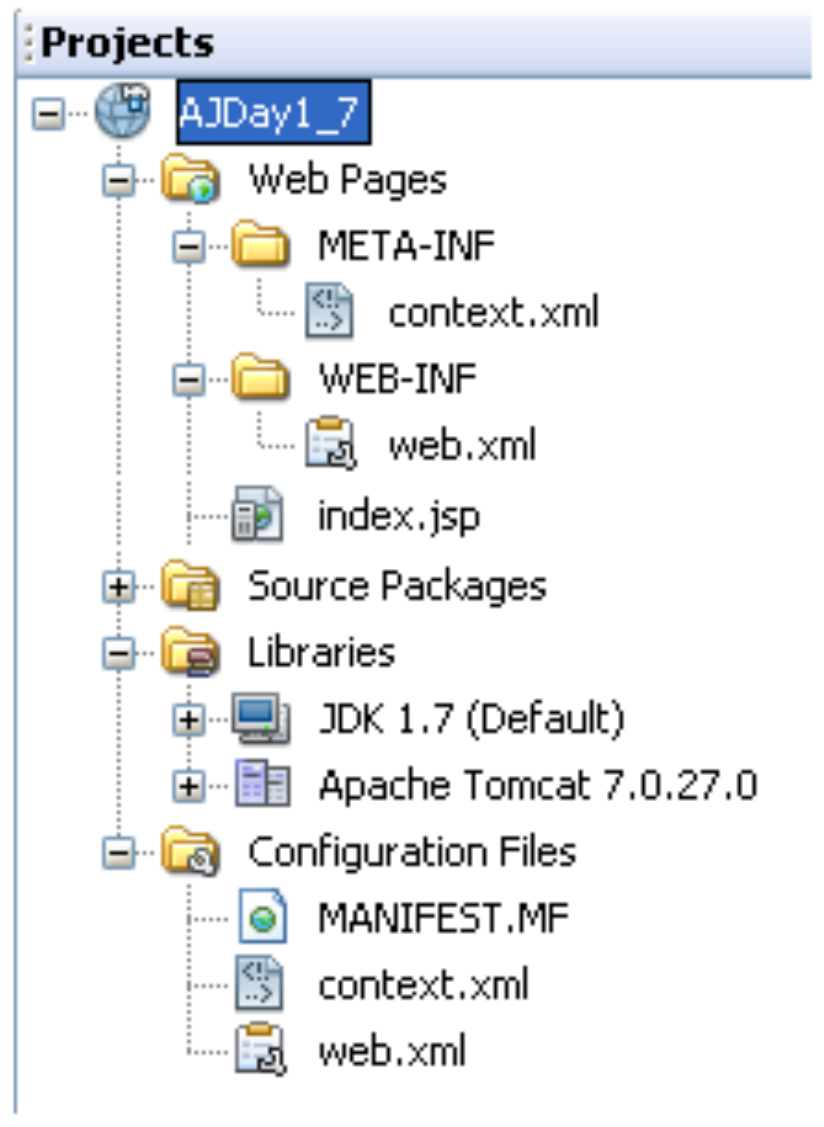 Projects
AJDay1_7
Web Pages
META-INF
context.xml
WEB-INF
web.xml
index.jsp
Source Packages
Libraries
JDK 1.7 (Default)
Apache Tomcat 7.0.27.0
Configuration Files
MANIFEST.MF
context.xml
web.xml